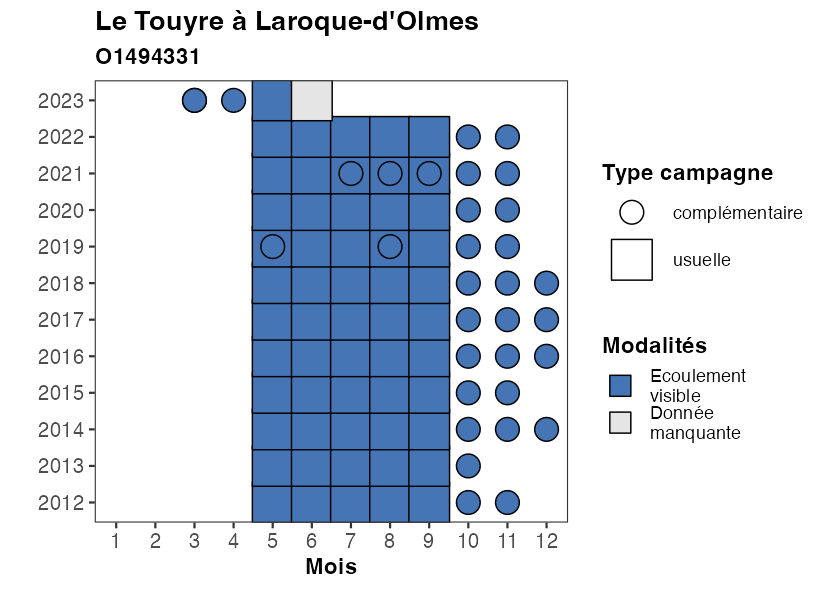 Le Touyre à Laroque-d'Olmes
O1494331
2023
2022
2021
2020
2019
2018
2017
2016
2015
2014
2013
2012
1 2 3 4 5 6 7 8 9 10 11 12
Mois
Type campagne
complémentaire
usuelle
Modalités
Ecoulement
visible
Donnée
manquante